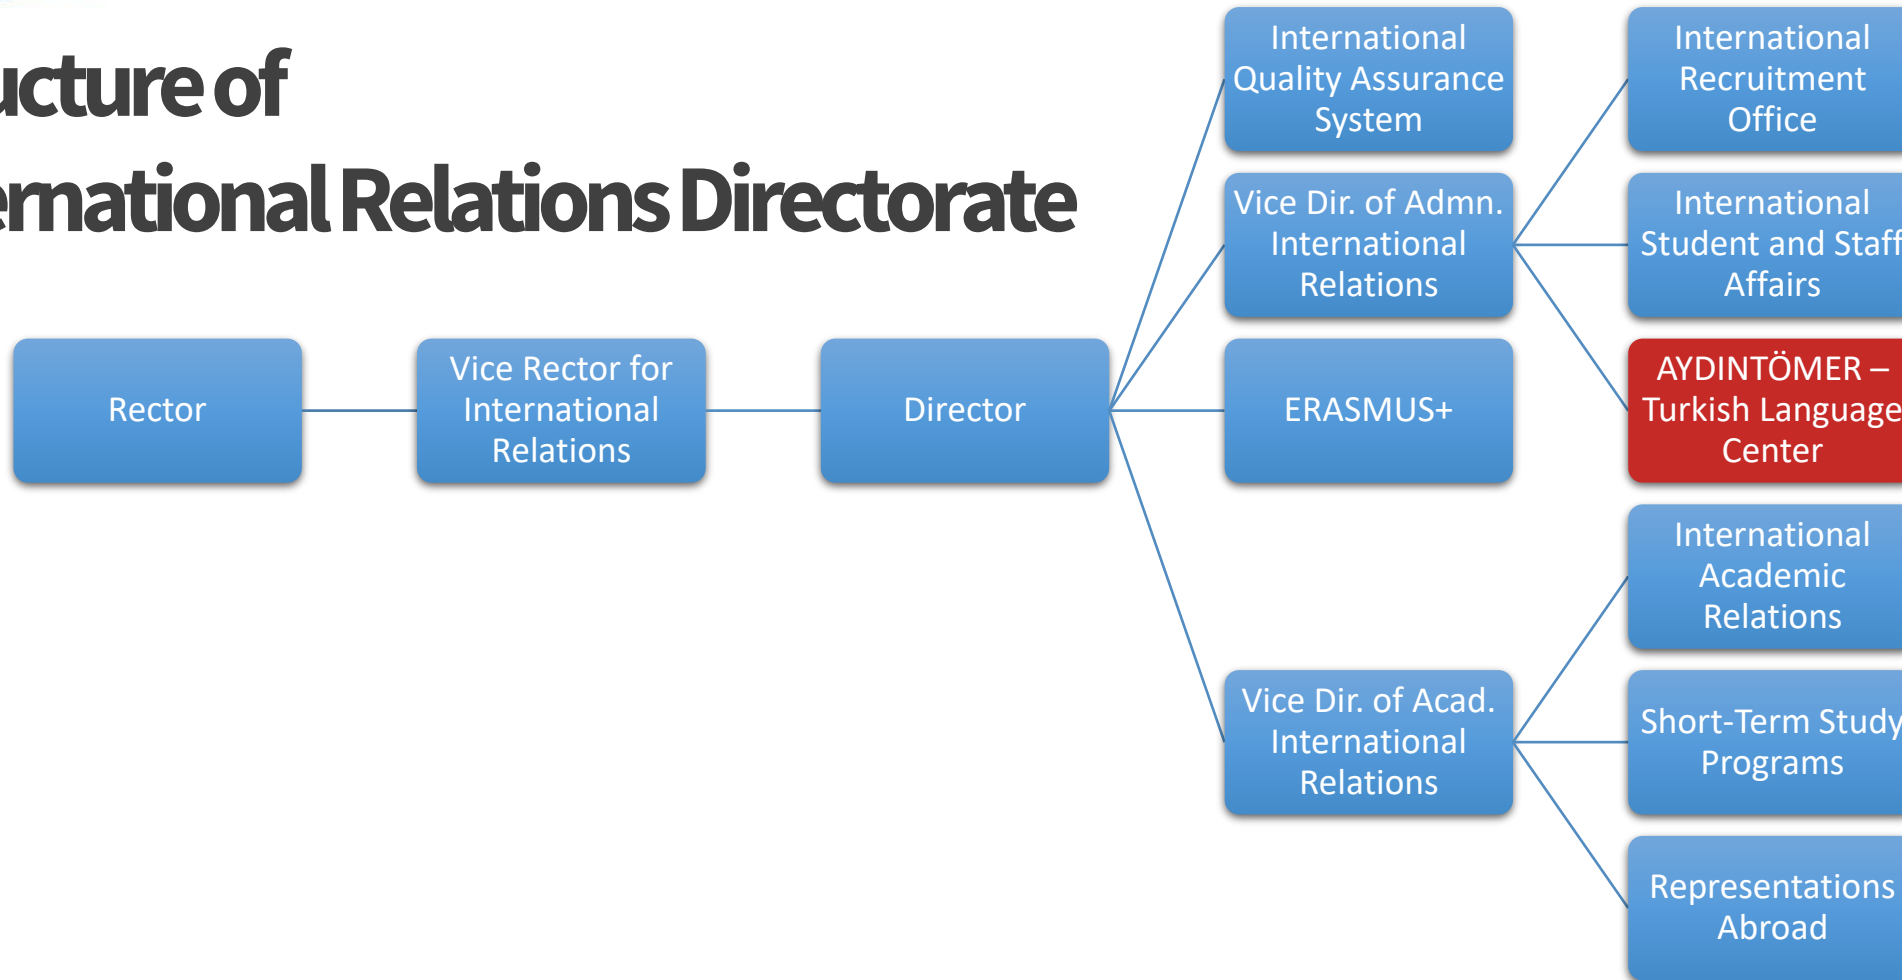 ucture of
ernational Relations Directorate
Rector
Vice Rector for
International
Relations
Director
International
Quality Assurance
System
Vice Dir. of Admn.
International
Relations
ERASMUS+
Vice Dir. of Acad.
International
Relations
International
Recruitment
Office
International
Student and Staff
Affairs
AYDINTÖMER –
Turkish Language
Center
International
Academic
Relations
Short-Term Study
Programs
Representations
Abroad